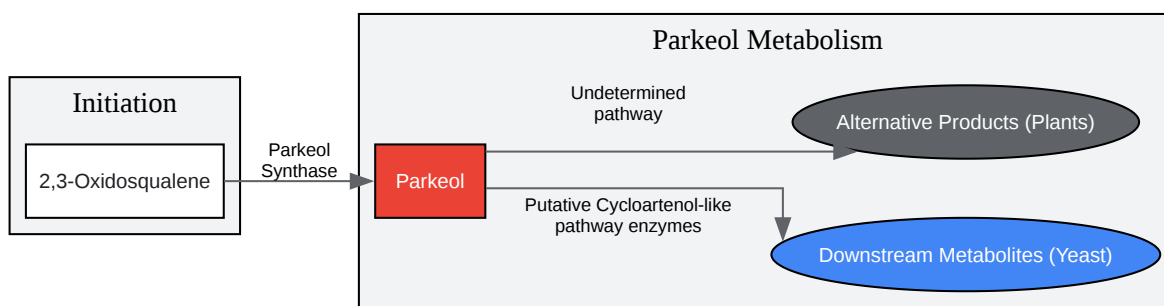 Parkeol Metabolism
Initiation
Undetermined
pathway
Alternative Products (Plants)
Parkeol
Synthase
2,3-Oxidosqualene
Parkeol
Putative Cycloartenol-like
pathway enzymes
Downstream Metabolites (Yeast)